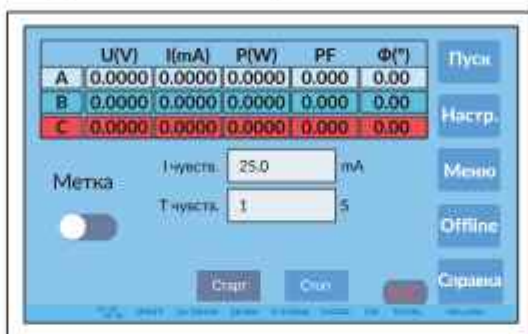 U(V) I(mA) P(W) PF Φ(°)
A 0.0000 0.0000 0.0000 0.000 0.00
B 0.0000 0.0000 0.0000 0.000 0.00
C 0.0000 0.0000 0.0000 0.000 0.00
Пуск
Настр.
Меню
Offline
Справка
Метка
I чувств. 25.0 mA
Т чувств. 1 S
Старт Стоп